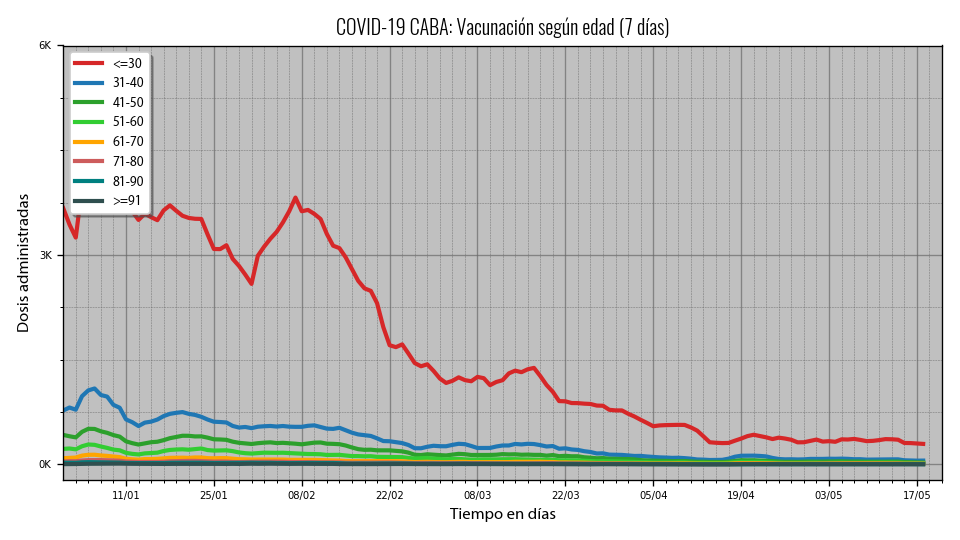 COVID-19 CABA: Vacunación según edad (7 días)
6K
3K
0K
Dosis administradas
<=30
31-40
41-50
51-60
61-70
71-80
81-90
>=91
11/01 25/01 08/02 22/02 08/03 22/03 05/04 19/04 03/05 17/05
Tiempo en días